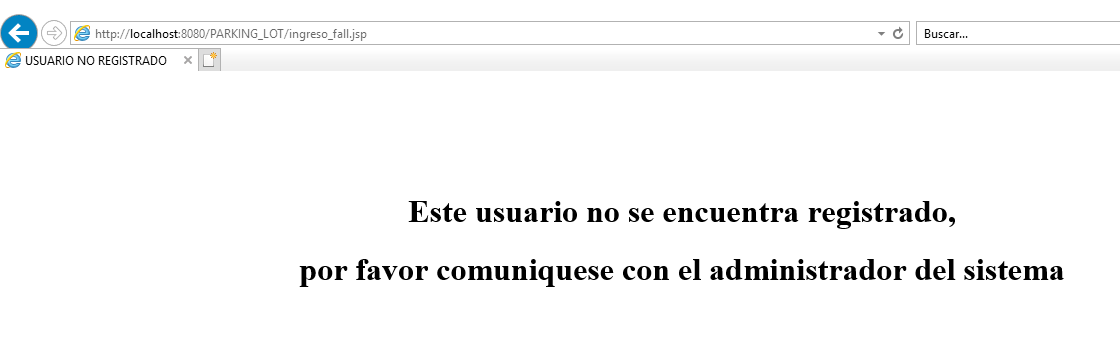 http://localhost:8080/PARKING_LOT/ingreso_fall.jsp
Buscar...
USUARIO NO REGISTRADO
Este usuario no se encuentra registrado,
por favor comuniquese con el administrador del sistema